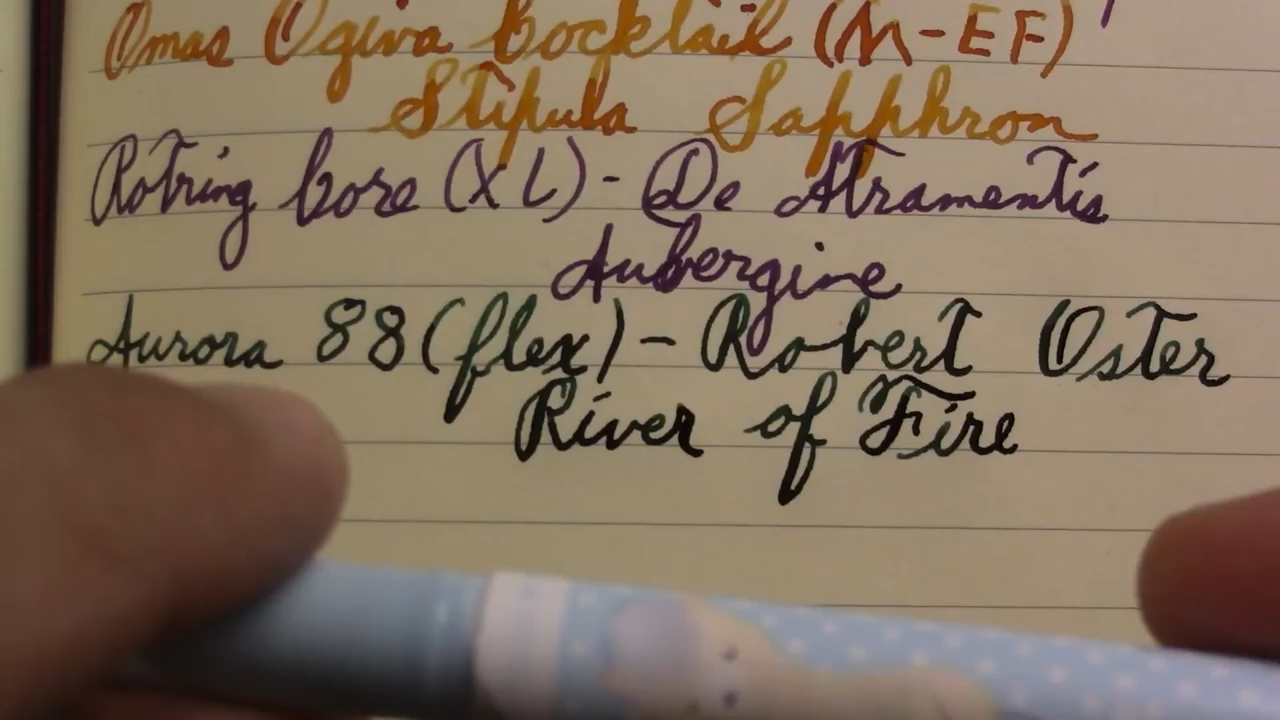 Omas Ogiva Cocktail (M-EF)
Stipula Sapphron
Rotring Core (XL) - De Atramentis
Aubergine
Aurora 88 (flex) - Robert Oster
River of Fire